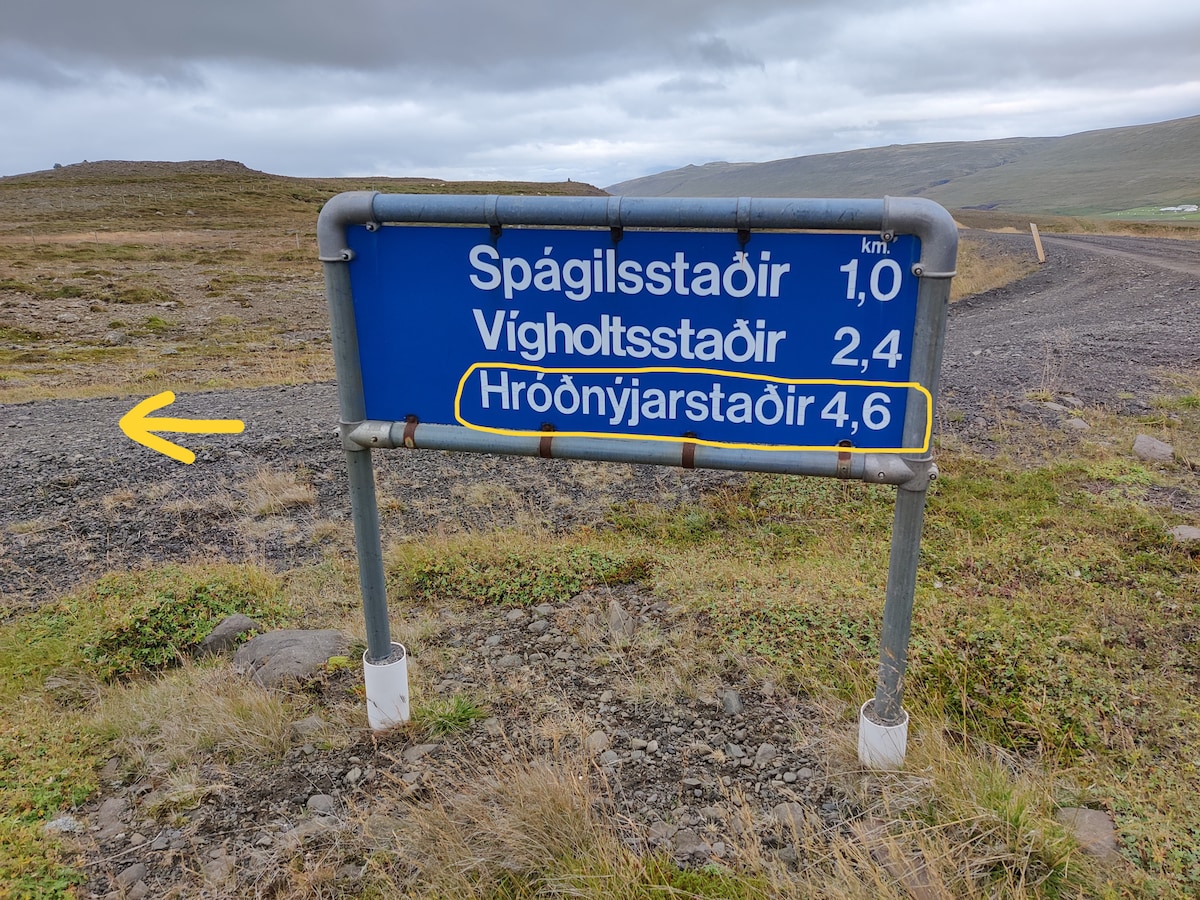 km.
Spágilsstaðir 1,0
Vígholtsstaðir 2,4
Hróðnýjarstaðir 4,6